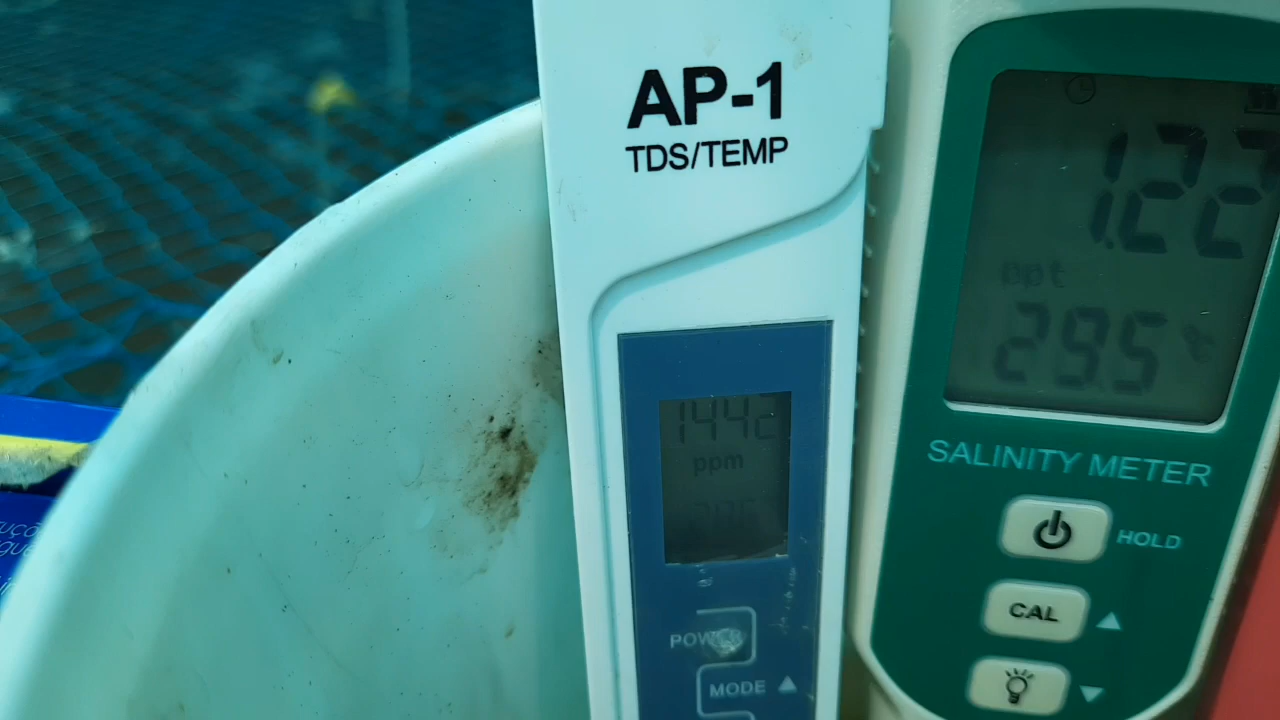 AP-1
TDS/TEMP
1442
ppm
POWER
MODE
1.22
ppt
29.5 °C
SALINITY METER
HOLD
CAL